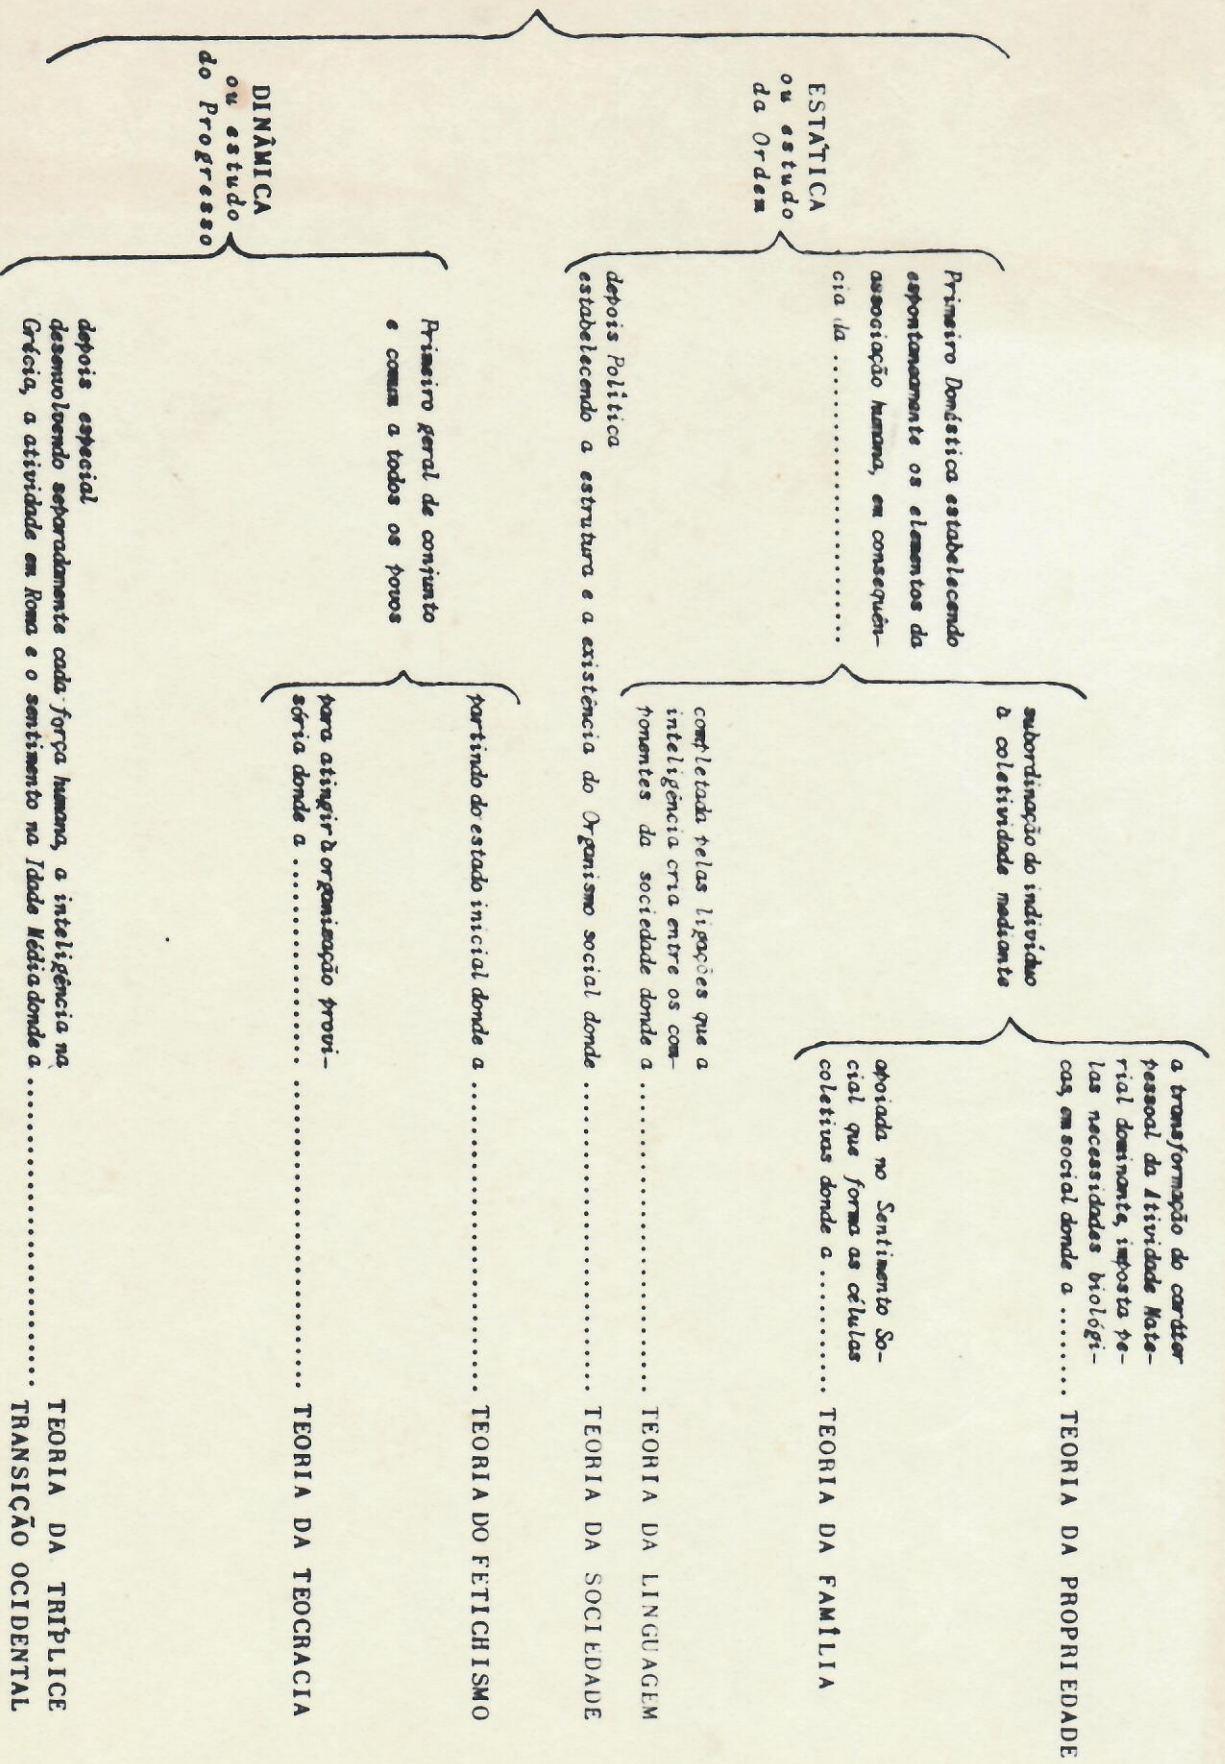 ESTÁTICA
ou estudo
da Ordem
Primeiro Doméstica estabelecendo
espontaneamente os elementos da
associação humana, em consequên-
cia da ......................
subordinação do indivíduo
à coletividade mediante
a transformação do caráter
pessoal da Atividade Mate-
rial dominante, imposta pe-
las necessidades biológi-
cas, em social donde a ....... TEORIA DA PROPRIEDADE
apoiada no Sentimento So-
cial que forma as células
coletivas donde a .......... TEORIA DA FAMÍLIA
completada pelas ligações que a
inteligência cria entre os com-
ponentes da sociedade donde a ........................ TEORIA DA LINGUAGEM
depois Política
estabelecendo a estrutura e a existência do Organismo social donde ........................ TEORIA DA SOCIEDADE
DINÂMICA
ou estudo
do Progresso
Primeiro geral de conjunto
e comum a todos os povos
partindo do estado inicial donde a ........................ TEORIA DO FETICHISMO
para atingir à organização provi-
sória donde a ............................................ TEORIA DA TEOCRACIA
depois especial
desenvolvendo separadamente cada força humana, a inteligência na
Grécia, a atividade em Roma e o sentimento na Idade Média donde a ........................ TEORIA DA TRÍPLICE
TRANSIÇÃO OCIDENTAL